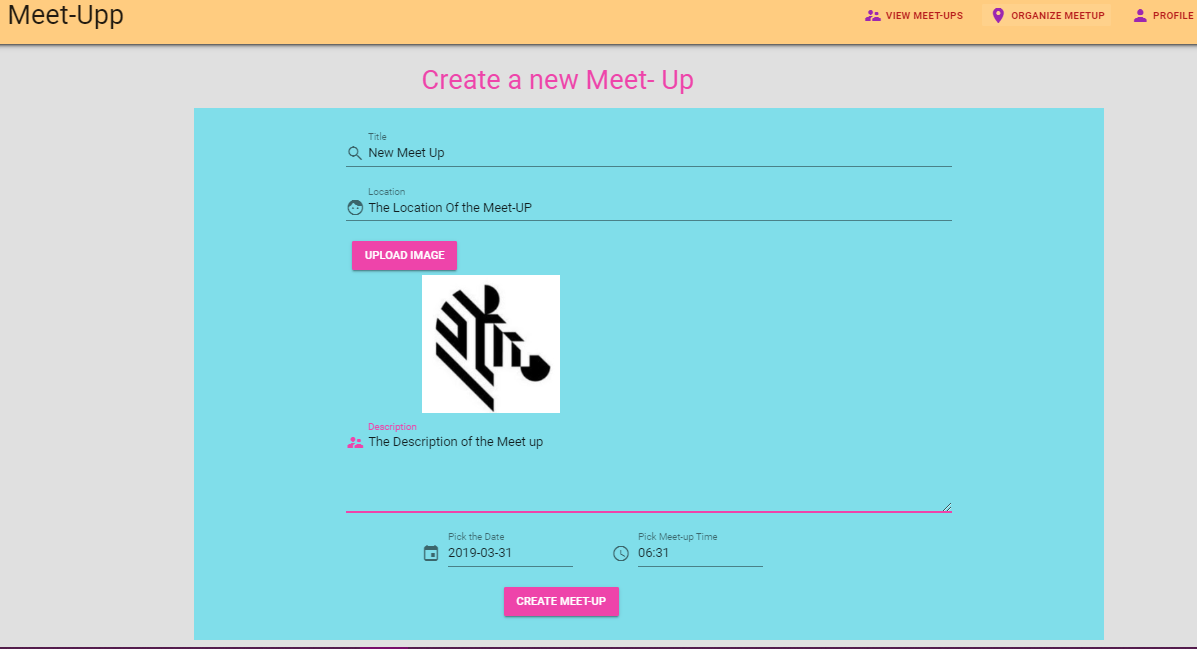 Meet-Upp
VIEW MEET-UPS ORGANIZE MEETUP PROFILE
Create a new Meet- Up
Title
New Meet Up
Location
The Location Of the Meet-UP
UPLOAD IMAGE
Description
The Description of the Meet up
Pick the Date Pick Meet-up Time
2019-03-31 06:31
CREATE MEET-UP